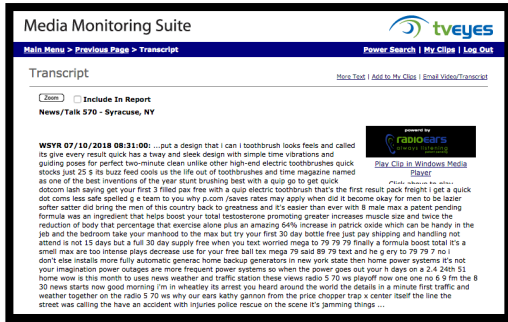 Media Monitoring Suite
tveyes
Main Menu > Previous Page > Transcript
Power Search | My Clips | Log Out
Transcript
More Text | Add to My Clips | Email Video/Transcript
Zoom
Include In Report
News/Talk 570 - Syracuse, NY
powered by
RADIOEARS
always listening
Play Clip in Windows Media
Player
Click above to play
WSYR 07/10/2018 08:31:00: ...put a design that i can i toothbrush looks feels and called
its give every result quick has a tway and sleek design with simple time vibrations and
guiding poses for perfect two-minute clean unlike other high-end electric toothbrushes quick
stocks just 25 $ its buzz feed cools us the life out of toothbrushes and time magazine named
as one of the best inventions of the year stunt brushing best with a quip go to get quick
dotcom lash saying get your first 3 filled pax free with a quip electric toothbrush that's the first result pack freight i get a quick
dot coms less safe spelled g e team to you why p.com /saves rates may apply when did it become okay for men to be lazier
softer satter did bring the men of this country back to greatness and it's easier than ever with 8 male max a patent pending
formula was an ingredient that helps boost your total testosterone promoting greater increases muscle size and twice the
reduction of body that percentage that exercise alone plus an amazing 64% increase in patrick oxide which can be handy in the
jeb and the bedroom take your manhood to the max but try your first 30 day bottle free just pay shipping and handling not
attend is not 15 days but a full 30 day supply free when you text worried mega to 79 79 79 finally a formula boost total it's a
smell max are too intense plays decrease use for your free ball tex mega 79 said 89 79 text and he g ery to 79 79 7 no i
don't else installs more fully automatic generac home backup generators in new york state then home power systems it's not
your imagination power outages are more frequent power systems so when the power goes out your h days on a 2.4 24th 51
home wow is this month to uses new weather and traffic station these views radio 5 70 ws playoff now one one no 6 9 fm the 8
30 news starts now good morning i'm in wheatley its arrest you heard around the world the details in a minute first traffic and
weather together on the radio 5 70 ws why our ears kathy gannon from the price chopper trap x center itself the line the
street was calling the have an accident with injuries police rescue on the scene it's jamming things ...